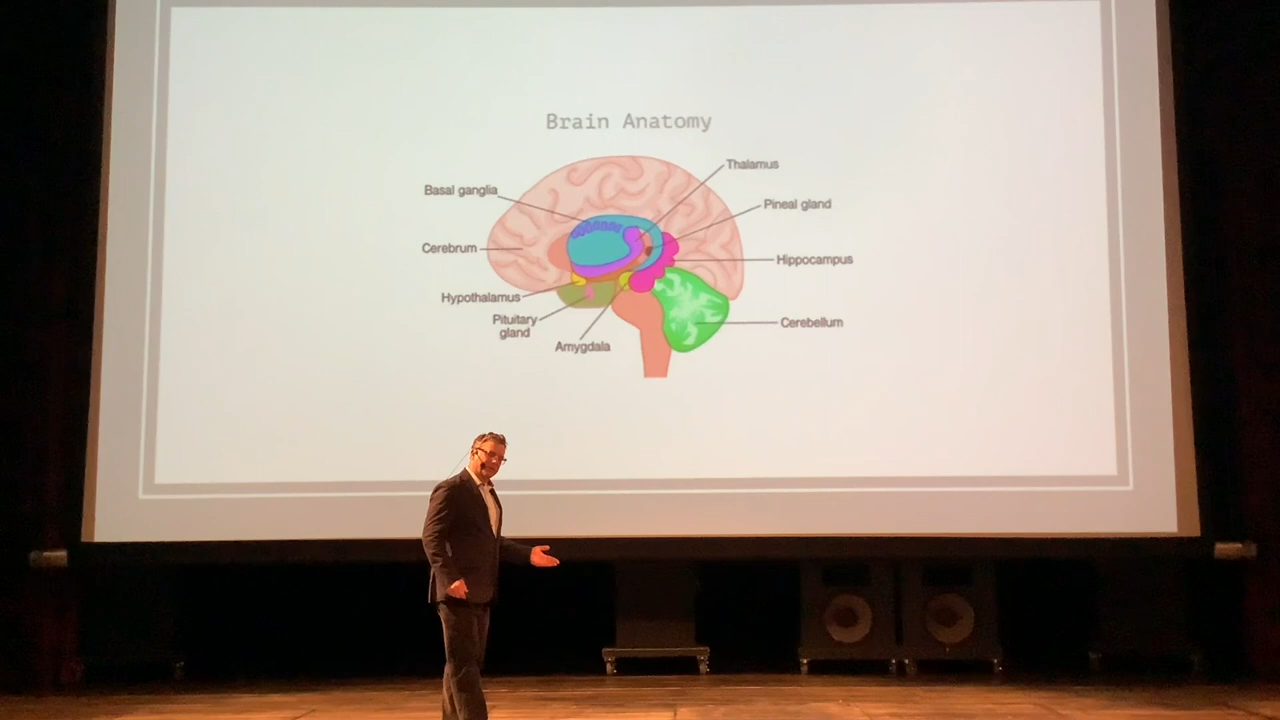 Brain Anatomy
Thalamus
Basal ganglia
Pineal gland
Cerebrum
Hippocampus
Hypothalamus
Pituitary
gland
Cerebellum
Amygdala